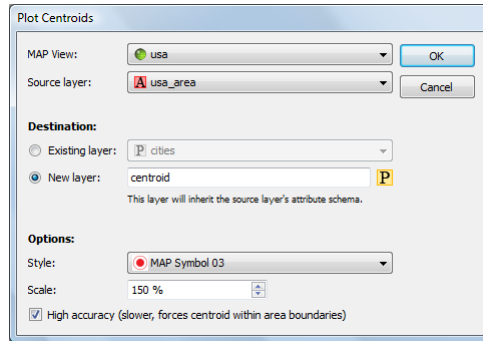 Plot Centroids
MAP View: usa OK
Source layer: A usa_area Cancel
Destination:
Existing layer: P cities
New layer: centroid P
This layer will inherit the source layer's attribute schema.
Options:
Style: MAP Symbol 03
Scale: 150 %
High accuracy (slower, forces centroid within area boundaries)